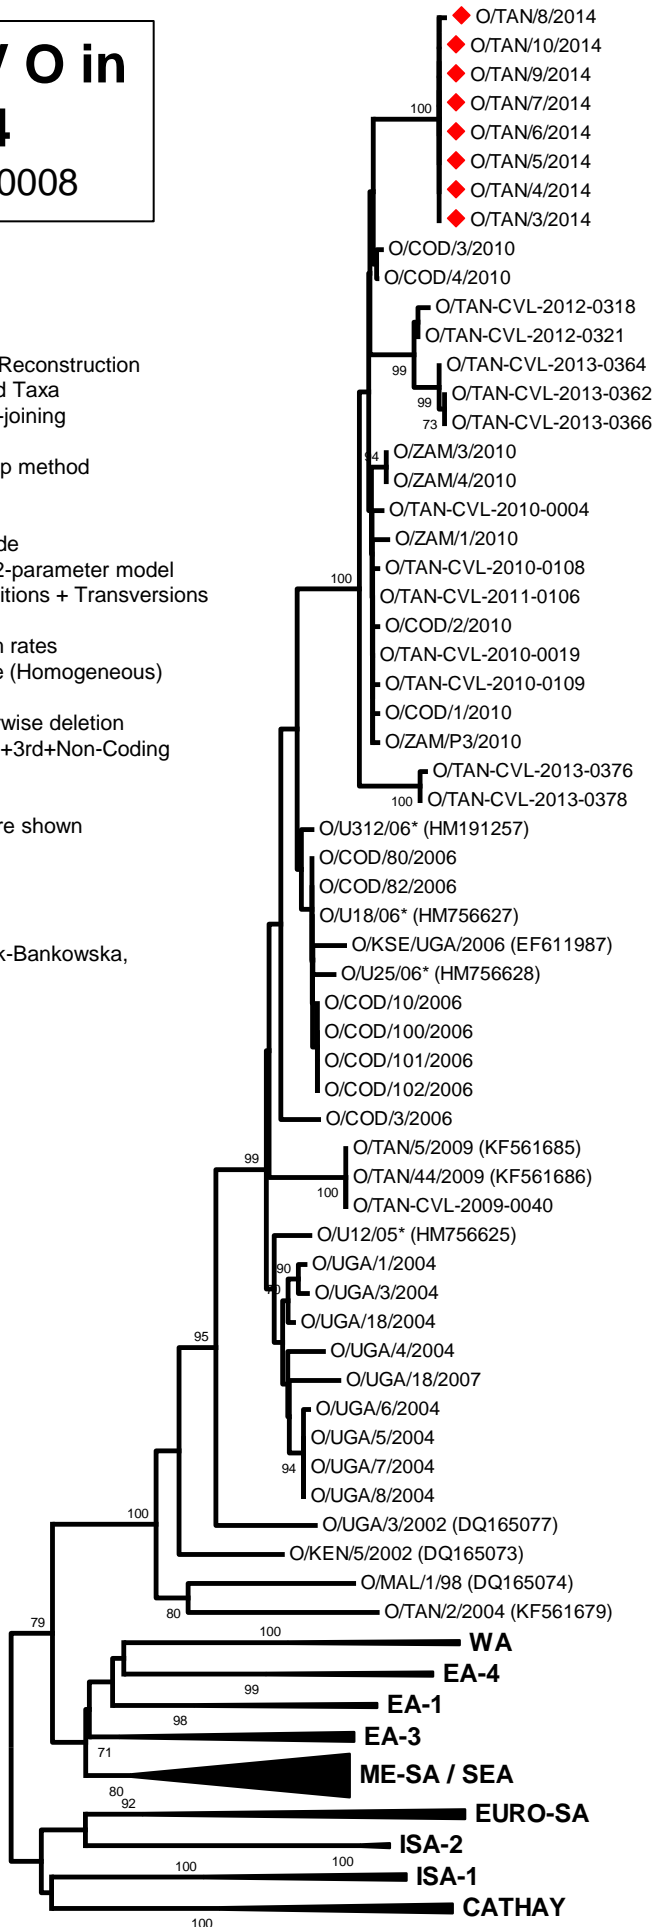 O in
4
0008
Reconstruction
d Taxa
-joining
p method
de
2-parameter model
itions + Transversions
n rates
e (Homogeneous)
wise deletion
+3rd+Non-Coding
re shown
k-Bankowska,
O/TAN/8/2014
O/TAN/10/2014
O/TAN/9/2014
O/TAN/7/2014
100
O/TAN/6/2014
O/TAN/5/2014
O/TAN/4/2014
O/TAN/3/2014
O/COD/3/2010
O/COD/4/2010
O/TAN-CVL-2012-0318
O/TAN-CVL-2012-0321
O/TAN-CVL-2013-0364
99
O/TAN-CVL-2013-0362
99
O/TAN-CVL-2013-0366
73
O/ZAM/3/2010
94
O/ZAM/4/2010
O/TAN-CVL-2010-0004
O/ZAM/1/2010
O/TAN-CVL-2010-0108
100
O/TAN-CVL-2011-0106
O/COD/2/2010
O/TAN-CVL-2010-0019
O/TAN-CVL-2010-0109
O/COD/1/2010
O/ZAM/P3/2010
O/TAN-CVL-2013-0376
O/TAN-CVL-2013-0378
100
O/U312/06* (HM191257)
O/COD/80/2006
O/COD/82/2006
O/U18/06* (HM756627)
O/KSE/UGA/2006 (EF611987)
O/U25/06* (HM756628)
O/COD/10/2006
O/COD/100/2006
O/COD/101/2006
O/COD/102/2006
O/COD/3/2006
O/TAN/5/2009 (KF561685)
99
O/TAN/44/2009 (KF561686)
100
O/TAN-CVL-2009-0040
O/U12/05* (HM756625)
O/UGA/1/2004
90
O/UGA/3/2004
70
O/UGA/18/2004
95
O/UGA/4/2004
O/UGA/18/2007
O/UGA/6/2004
O/UGA/5/2004
O/UGA/7/2004
94
O/UGA/8/2004
100
O/UGA/3/2002 (DQ165077)
O/KEN/5/2002 (DQ165073)
O/MAL/1/98 (DQ165074)
O/TAN/2/2004 (KF561679)
80
79
100
WA
EA-4
99
EA-1
98
EA-3
71
ME-SA / SEA
80
92
EURO-SA
ISA-2
100
100
ISA-1
CATHAY
100